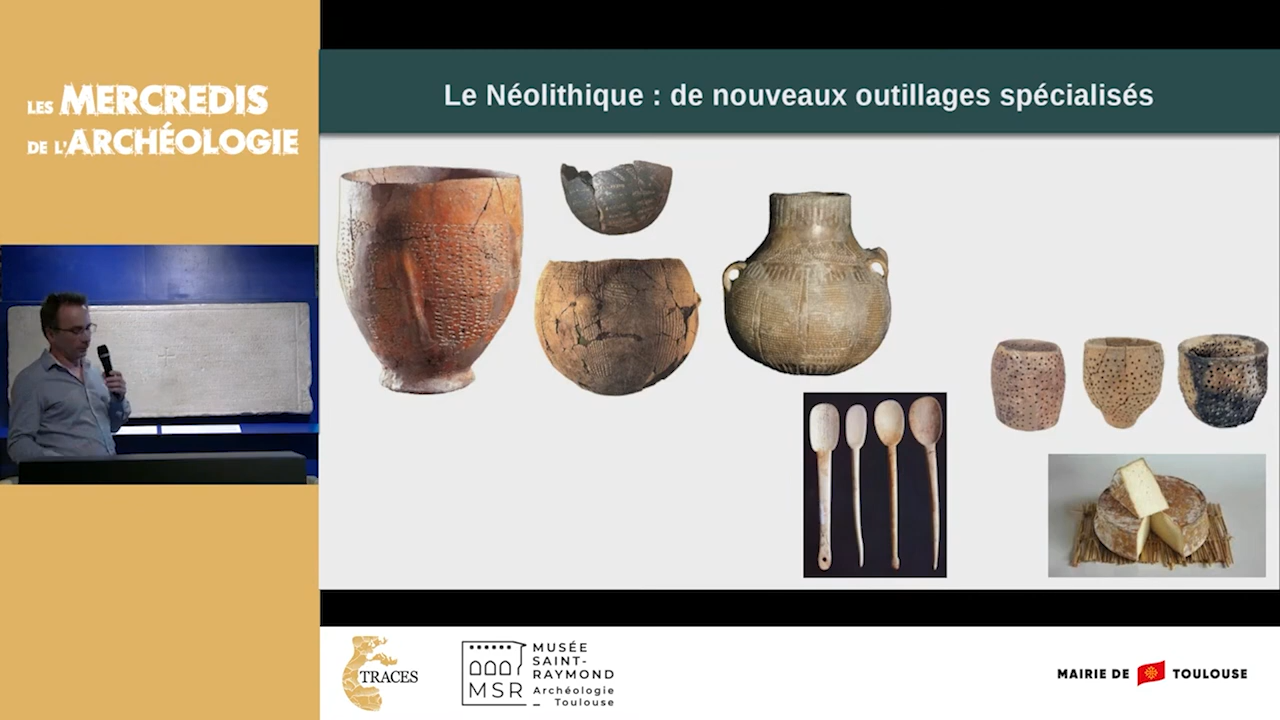 LES MERCREDIS
DE L'ARCHÉOLOGIE
Le Néolithique : de nouveaux outillages spécialisés
TRACES
MSR
MUSÉE
SAINT-
RAYMOND
Archéologie
Toulouse
MAIRIE DE TOULOUSE